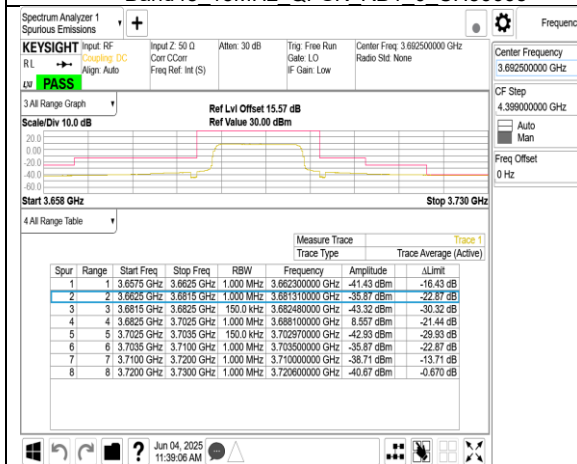 Spectrum Analyzer 1
Spurious Emissions
+
Frequenc
KEYSIGHT Input: RF Input Z: 50 Ω Atten: 30 dB Trig: Free Run Center Freq: 3.692500000 GHz
RL Coupling: DC Corr CCorr Gate: LO Radio Std: None
Align: Auto Freq Ref: Int (S) IF Gain: Low
PASS
Center Frequency
3.692500000 GHz
CF Step
4.399000000 GHz
Auto
Man
Freq Offset
0 Hz
3 All Range Graph
Ref Lvl Offset 15.57 dB
Scale/Div 10.0 dB Ref Value 30.00 dBm
20.0
0.00
-20.0
-40.0
-60.0
Start 3.658 GHz Stop 3.730 GHz
4 All Range Table
Measure Trace Trace 1
Trace Type Trace Average (Active)
Spur Range Start Freq Stop Freq RBW Frequency Amplitude ΔLimit
1 1 3.6575 GHz 3.6625 GHz 1.000 MHz 3.662300000 GHz -41.43 dBm -16.43 dB
2 2 3.6625 GHz 3.6815 GHz 1.000 MHz 3.681310000 GHz -35.87 dBm -22.87 dB
3 3 3.6815 GHz 3.6825 GHz 150.0 kHz 3.682480000 GHz -43.32 dBm -30.32 dB
4 4 3.6825 GHz 3.7025 GHz 1.000 MHz 3.688100000 GHz 8.557 dBm -21.44 dB
5 5 3.7025 GHz 3.7035 GHz 150.0 kHz 3.702970000 GHz -42.93 dBm -29.93 dB
6 6 3.7035 GHz 3.7100 GHz 1.000 MHz 3.703500000 GHz -35.87 dBm -22.87 dB
7 7 3.7100 GHz 3.7200 GHz 1.000 MHz 3.710000000 GHz -38.71 dBm -13.71 dB
8 8 3.7200 GHz 3.7300 GHz 1.000 MHz 3.720600000 GHz -40.67 dBm -0.670 dB
? Jun 04, 2025
11:39:06 AM